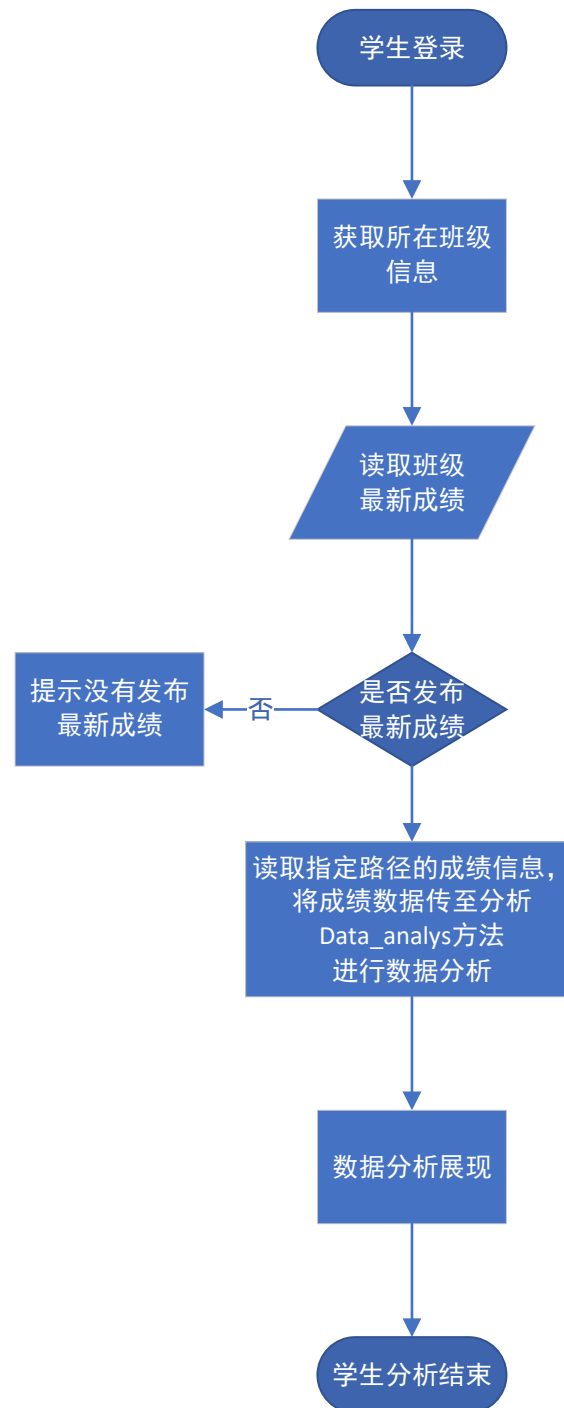 学生登录
获取所在班级
信息
读取班级
最新成绩
提示没有发布
最新成绩
否
是否发布
最新成绩
读取指定路径的成绩信息，
将成绩数据传至分析
Data_analys方法
进行数据分析
数据分析展现
学生分析结束